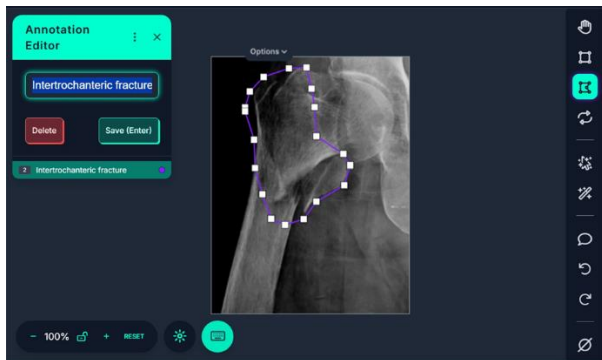 Annotation
Editor
Options
Intertrochanteric fracture
Delete
Save (Enter)
2 Intertrochanteric fracture
- 100% + RESET